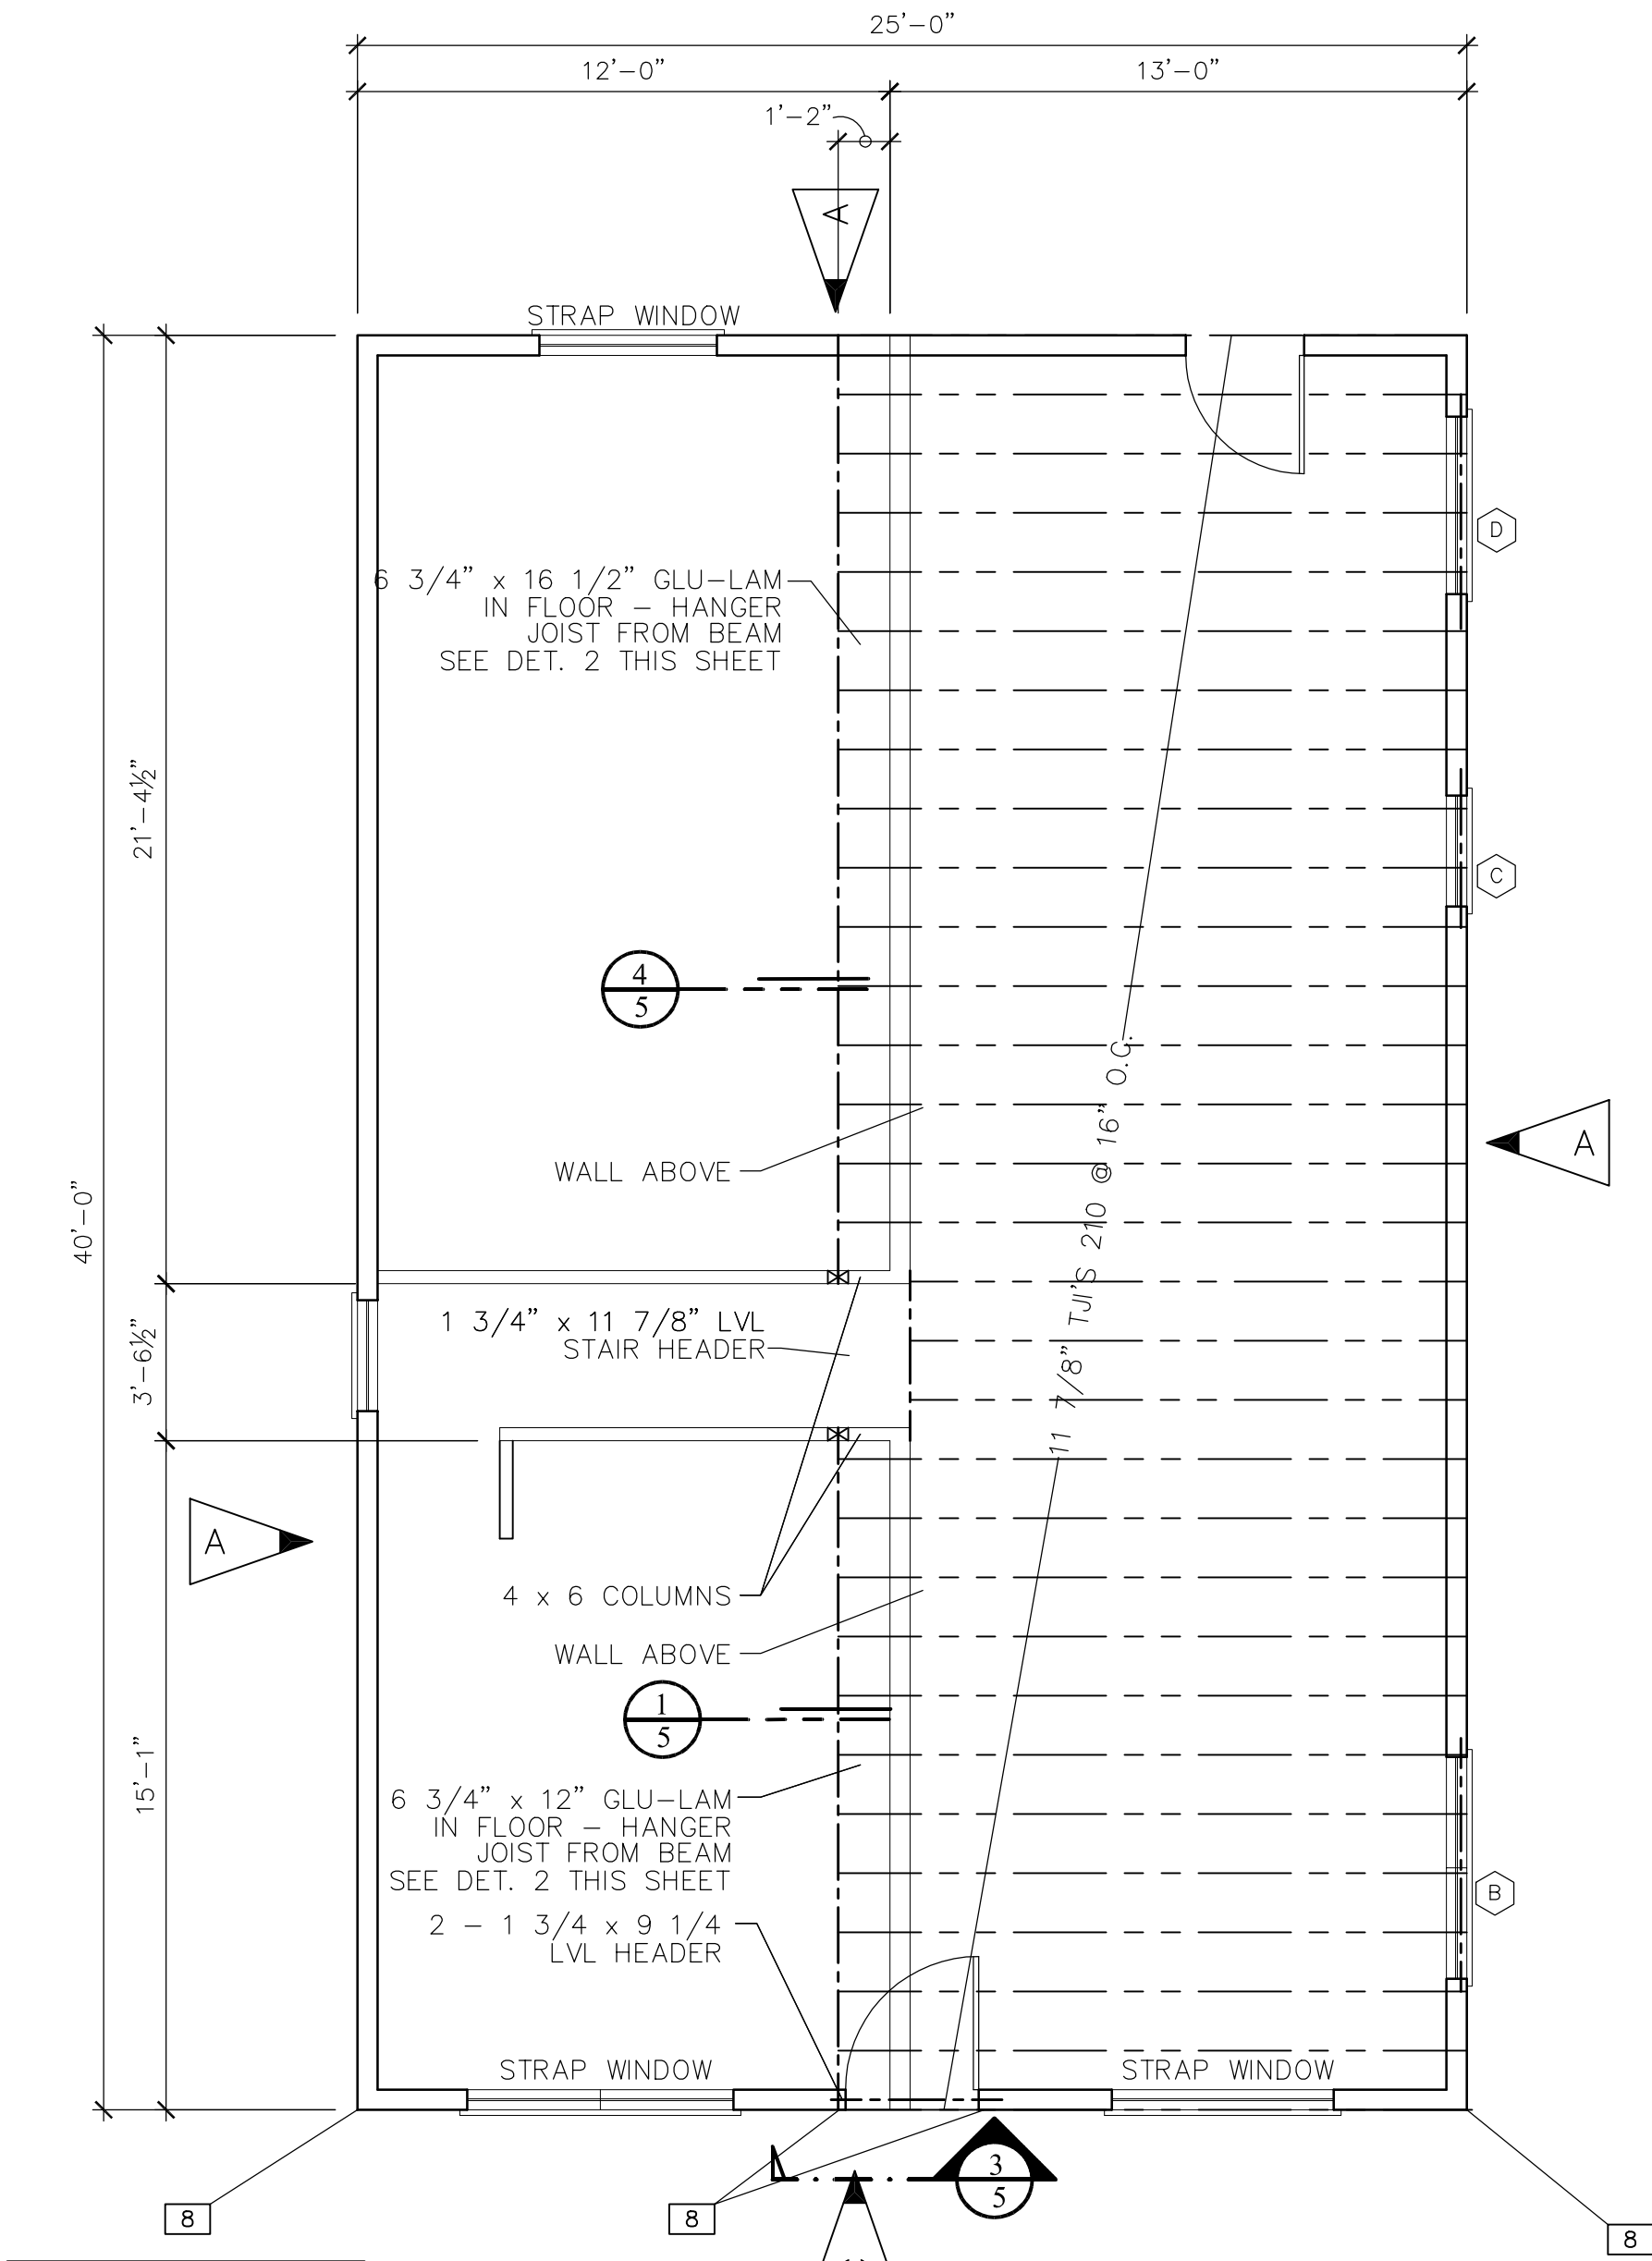 25'-0"
12'-0"
13'-0"
1'-2"
A
STRAP WINDOW
D
6 3/4" x 16 1/2" GLU-LAM
IN FLOOR - HANGER
JOIST FROM BEAM
SEE DET. 2 THIS SHEET
21'-4½"
C
4
5
11 7/8" TJI'S 210 @ 16" O.C.
WALL ABOVE
A
40'-0"
1 3/4" x 11 7/8" LVL
STAIR HEADER
3'-6½"
A
4 x 6 COLUMNS
WALL ABOVE
1
5
15'-1"
6 3/4" x 12" GLU-LAM
IN FLOOR - HANGER
JOIST FROM BEAM
SEE DET. 2 THIS SHEET
B
2 - 1 3/4 x 9 1/4
LVL HEADER
STRAP WINDOW
STRAP WINDOW
3
5
8
8
8